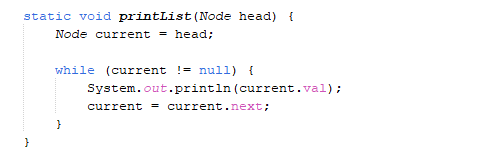 static void printList(Node head) {
    Node current = head;

    while (current != null) {
        System.out.println(current.val);
        current = current.next;
    }
}